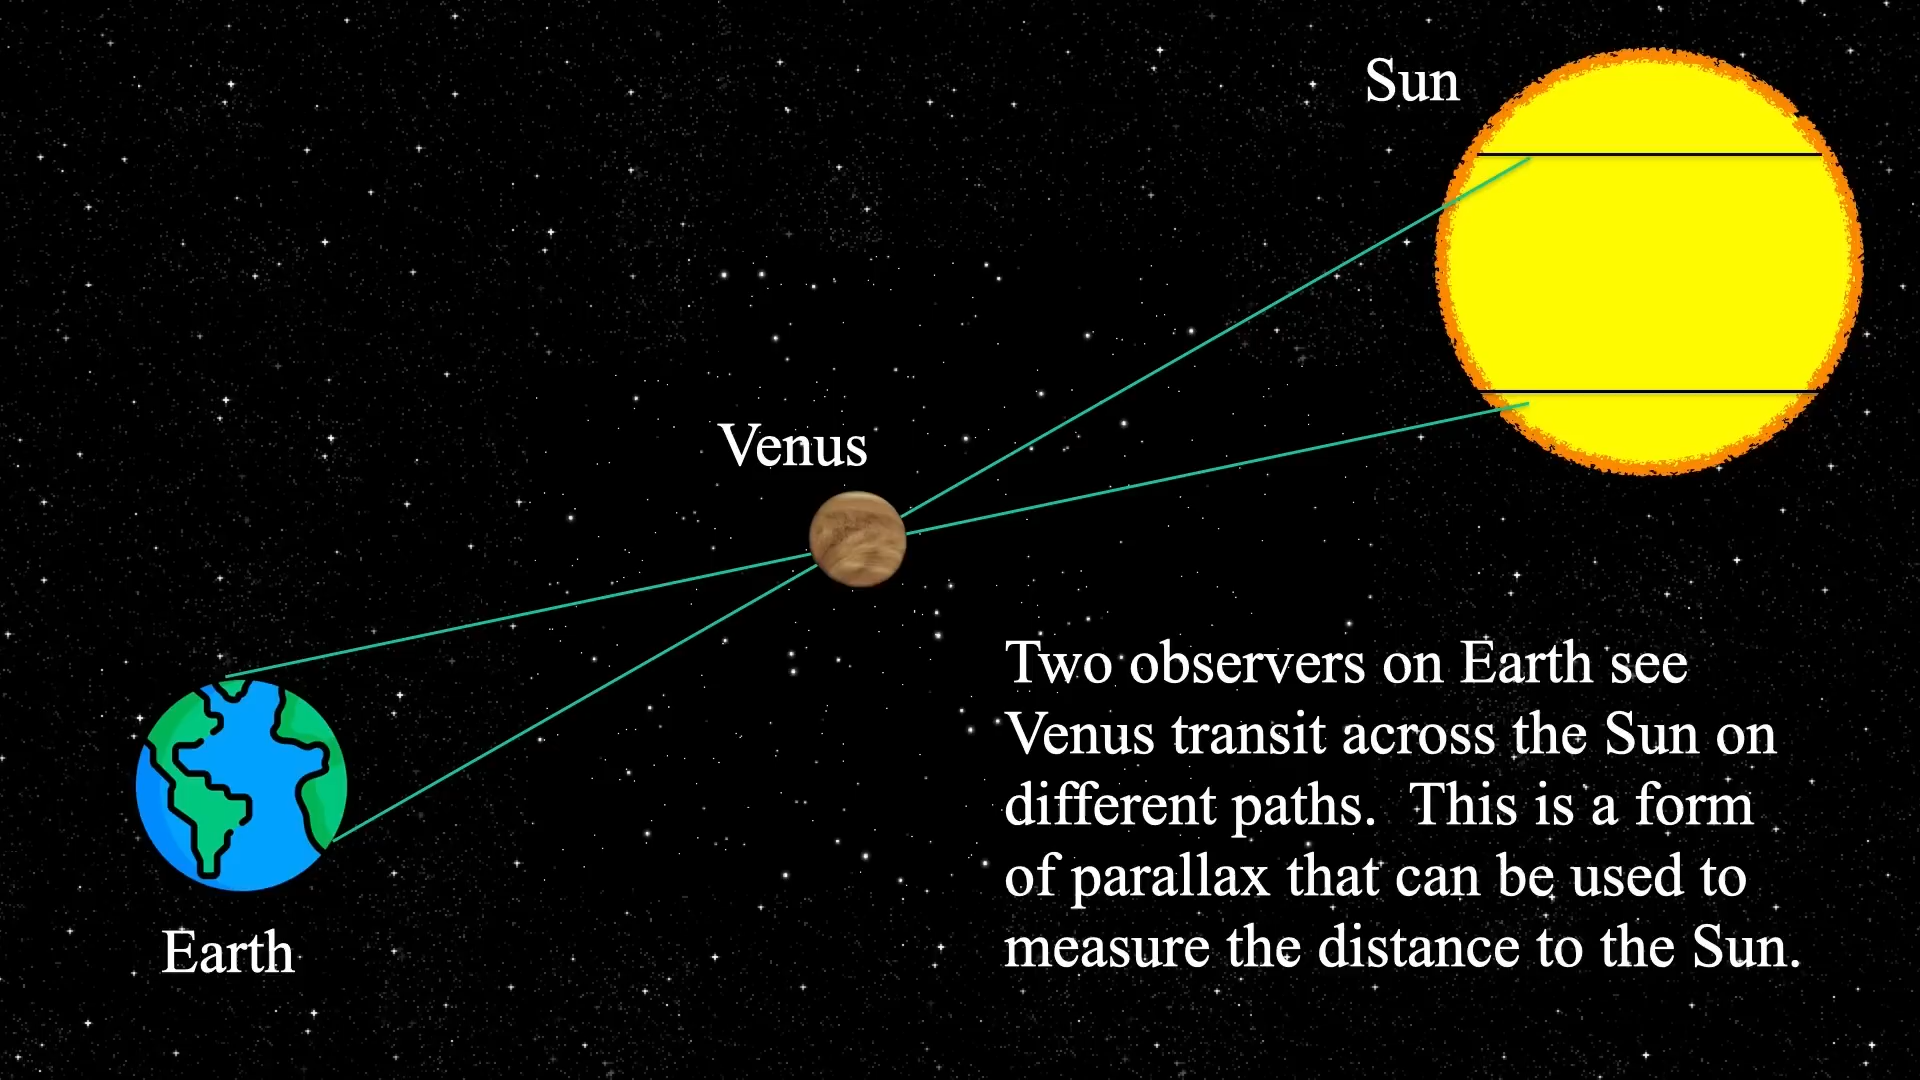 Sun
Venus
Two observers on Earth see
Venus transit across the Sun on
different paths.  This is a form
of parallax that can be used to
measure the distance to the Sun.
Earth